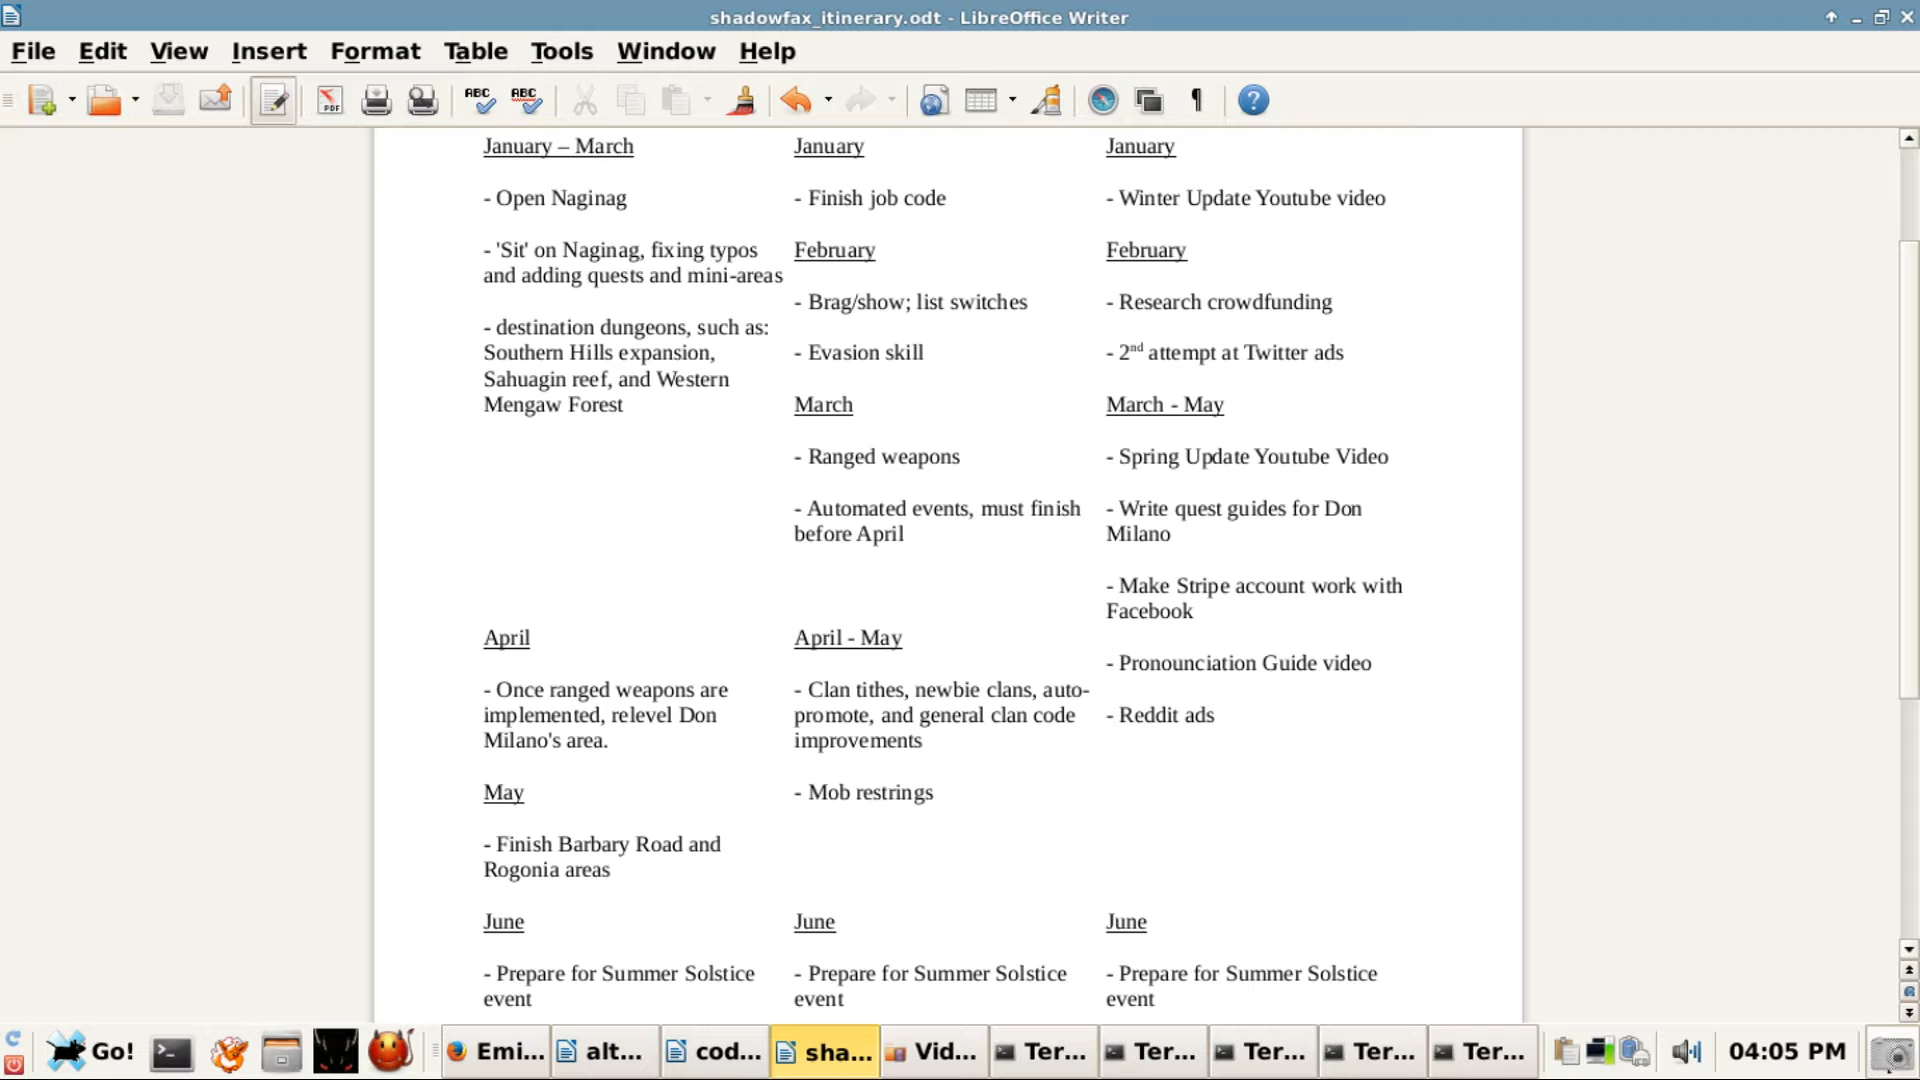 shadowfax_itinerary.odt - LibreOffice Writer
File Edit View Insert Format Table Tools Window Help
PDF ABC ABC
January – March
- Open Naginag
- 'Sit' on Naginag, fixing typos
and adding quests and mini-areas
- destination dungeons, such as:
Southern Hills expansion,
Sahuagin reef, and Western
Mengaw Forest
April
- Once ranged weapons are
implemented, relevel Don
Milano's area.
May
- Finish Barbary Road and
Rogonia areas
June
- Prepare for Summer Solstice
event
January
- Finish job code
February
- Brag/show; list switches
- Evasion skill
March
- Ranged weapons
- Automated events, must finish
before April
April - May
- Clan tithes, newbie clans, auto-
promote, and general clan code
improvements
- Mob restrings
June
- Prepare for Summer Solstice
event
January
- Winter Update Youtube video
February
- Research crowdfunding
- 2nd attempt at Twitter ads
March - May
- Spring Update Youtube Video
- Write quest guides for Don
Milano
- Make Stripe account work with
Facebook
- Pronounciation Guide video
- Reddit ads
June
- Prepare for Summer Solstice
event
Go! Emi... alt... cod... sha... Vid... Ter... Ter... Ter... Ter... Ter... 04:05 PM